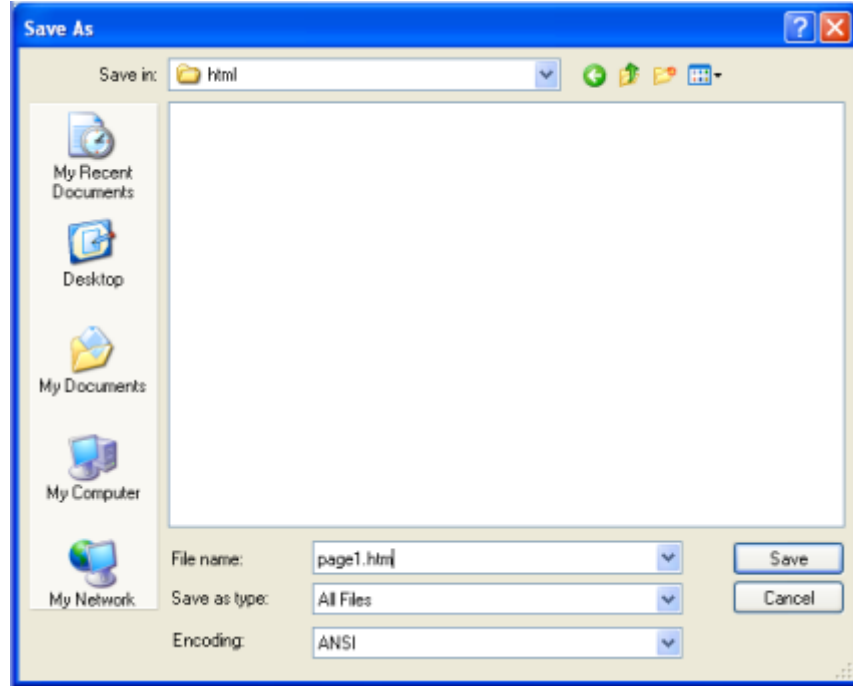 Save As
Save in:
html
My Recent
Documents
Desktop
My Documents
My Computer
My Network
File name:
page1.htm
Save
Save as type:
All Files
Cancel
Encoding:
ANSI